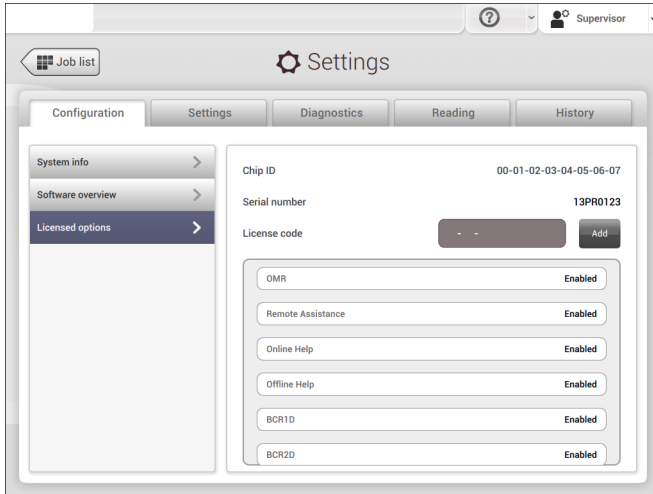 Supervisor
Job list
Settings
Configuration
Settings
Diagnostics
Reading
History
System info
Software overview
Licensed options
Chip ID 00-01-02-03-04-05-06-07
Serial number 13PR0123
License code - - Add
OMR Enabled
Remote Assistance Enabled
Online Help Enabled
Offline Help Enabled
BCR1D Enabled
BCR2D Enabled